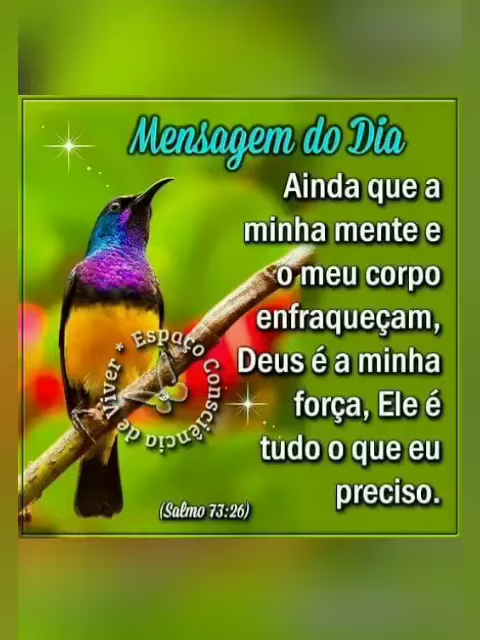 Mensagem do Dia
Ainda que a
minha mente e
o meu corpo
enfraqueçam,
Deus é a minha
força, Ele é
tudo o que eu
preciso.
(Salmo 73:26)
* Espaço Consciência de Viver